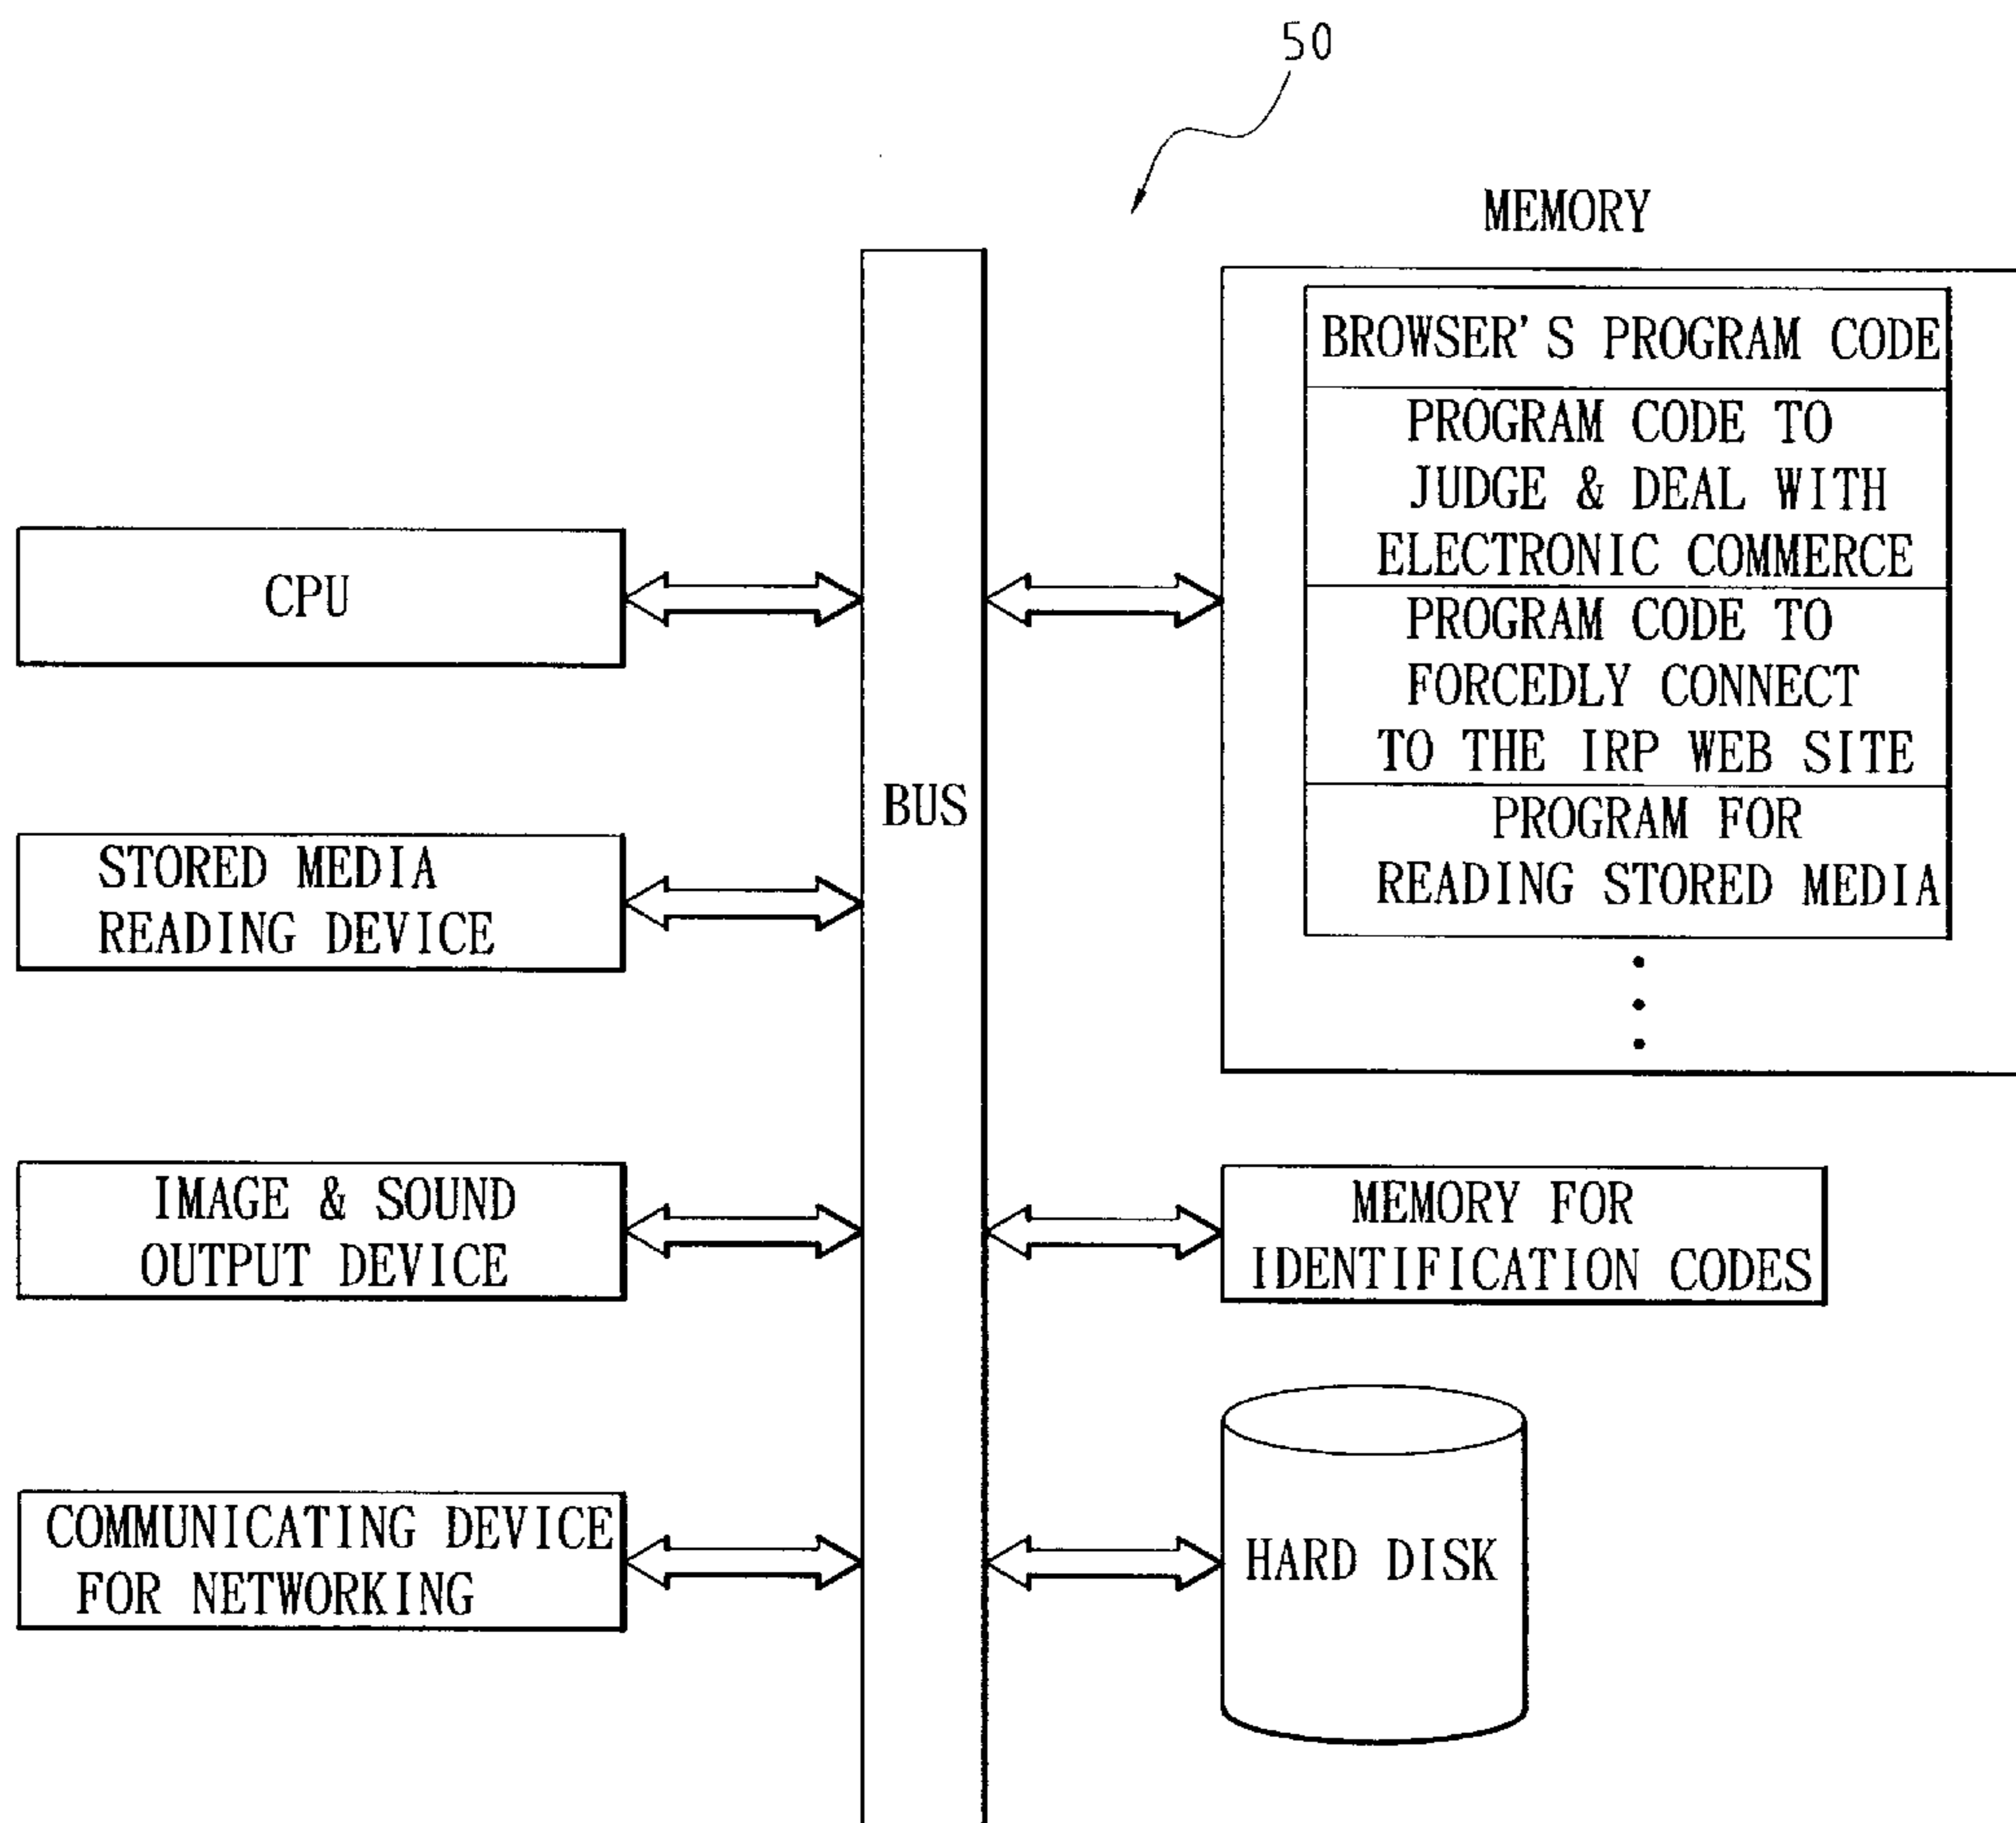 50
MEMORY
BROWSER'S PROGRAM CODE
PROGRAM CODE TO
JUDGE & DEAL WITH
ELECTRONIC COMMERCE
PROGRAM CODE TO
FORCEDLY CONNECT
TO THE IRP WEB SITE
PROGRAM FOR
READING STORED MEDIA
CPU
BUS
STORED MEDIA
READING DEVICE
IMAGE & SOUND
OUTPUT DEVICE
MEMORY FOR
IDENTIFICATION CODES
COMMUNICATING DEVICE
FOR NETWORKING
HARD DISK